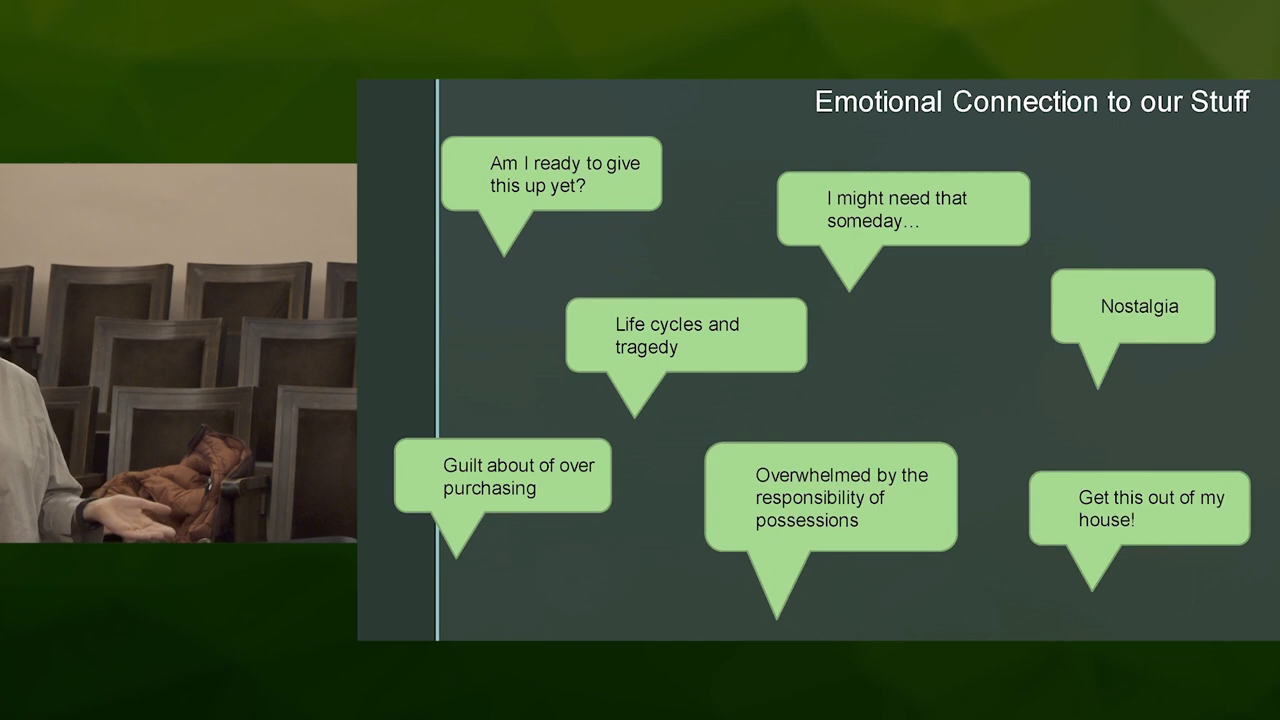 Emotional Connection to our Stuff
Am I ready to give
this up yet?
I might need that
someday…
Nostalgia
Life cycles and
tragedy
Guilt about of over
purchasing
Overwhelmed by the
responsibility of
possessions
Get this out of my
house!